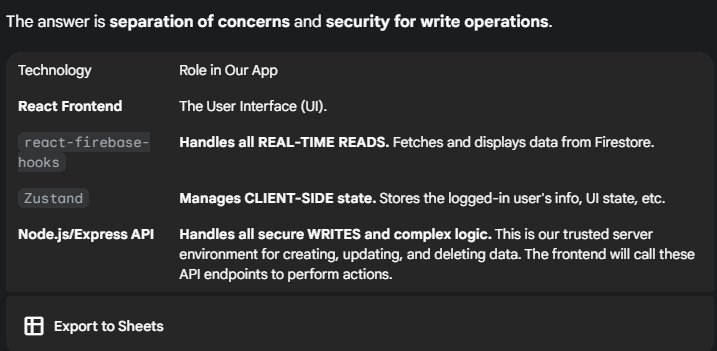 The answer is separation of concerns and security for write operations.
Technology Role in Our App
React Frontend The User Interface (UI).
react-firebase- Handles all REAL-TIME READS. Fetches and displays data from Firestore.
hooks
Zustand Manages CLIENT-SIDE state. Stores the logged-in user's info, UI state, etc.
Node.js/Express API Handles all secure WRITES and complex logic. This is our trusted server
environment for creating, updating, and deleting data. The frontend will call these
API endpoints to perform actions.
Export to Sheets